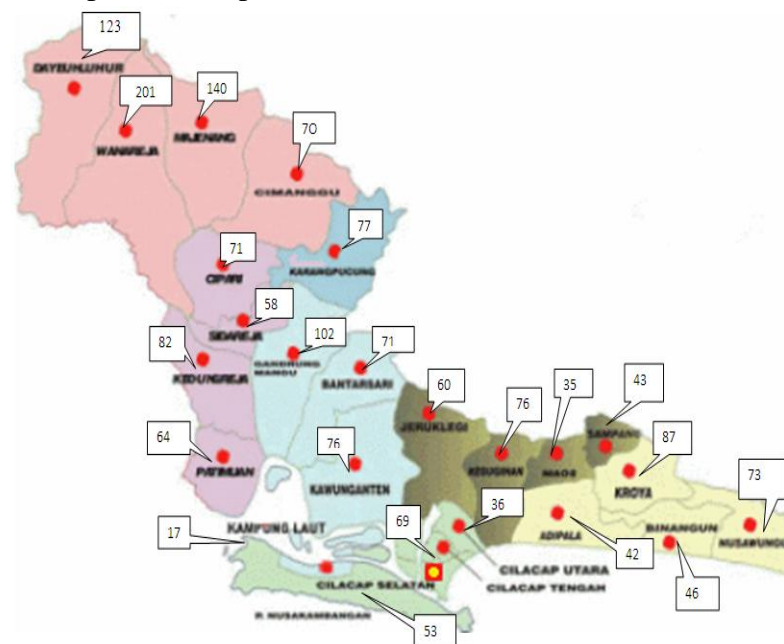 123
DAYEUHLUHUR
201
WANAREJA
140
MAJENANG
70
CIMANGGU
77
KARANGPUCUNG
71
CIPARI
58
SIDAREJA
82
KEDUNGREJA
102
GANDRUNG
MANGU
71
BANTARSARI
60
JERUKLEGI
76
KESUGIHAN
35
MAOS
43
SAMPANG
87
KROYA
64
PATIMUAN
76
KAWUNGANTEN
73
NUSAWUNGU
17
KAMPUNG LAUT
69
36
ADIPALA
42
BINANGUN
46
CILACAP UTARA
CILACAP TENGAH
CILACAP SELATAN
P. NUSAKAMBANGAN
53